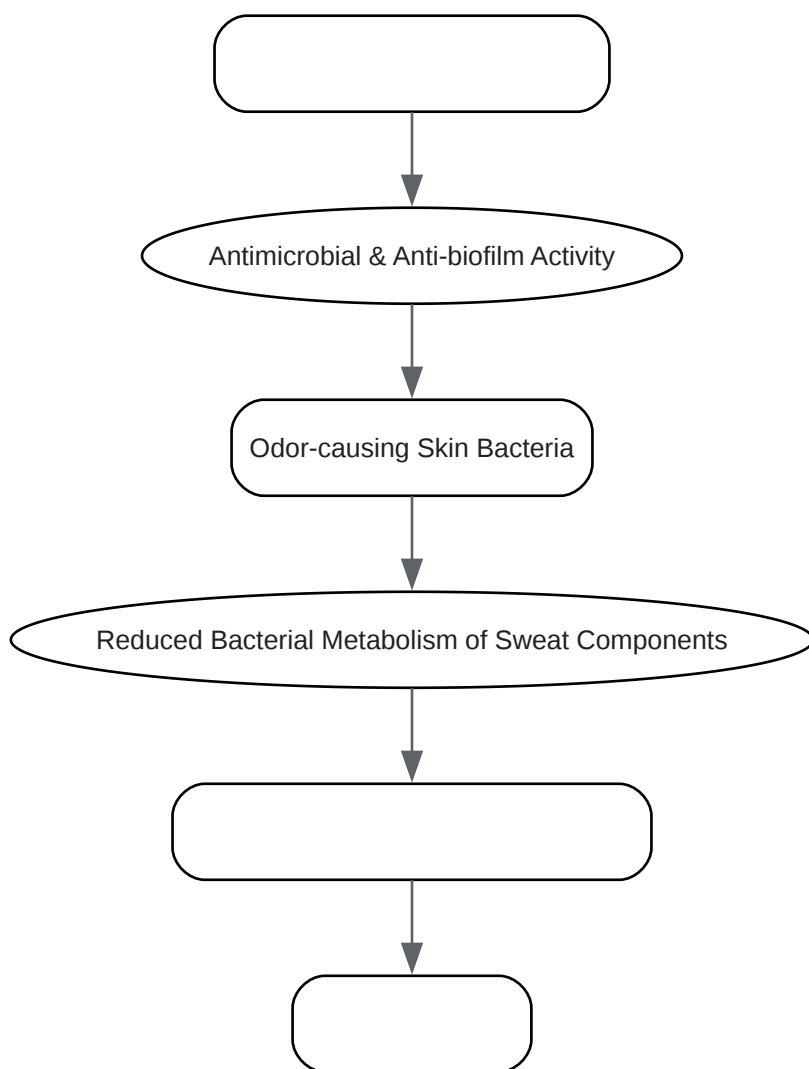 Antimicrobial & Anti-biofilm Activity
Odor-causing Skin Bacteria
Reduced Bacterial Metabolism of Sweat Components